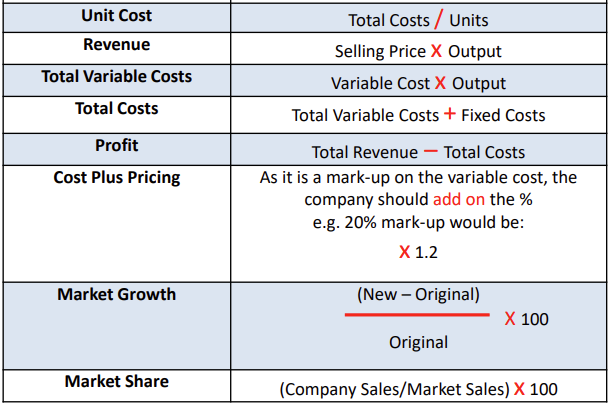 Unit Cost
Total Costs / Units
Revenue
Selling Price X Output
Total Variable Costs
Variable Cost X Output
Total Costs
Total Variable Costs + Fixed Costs
Profit
Total Revenue – Total Costs
Cost Plus Pricing
As it is a mark-up on the variable cost, the
company should add on the %
e.g. 20% mark-up would be:
X 1.2
Market Growth
(New – Original)
X 100
Original
Market Share
(Company Sales/Market Sales) X 100